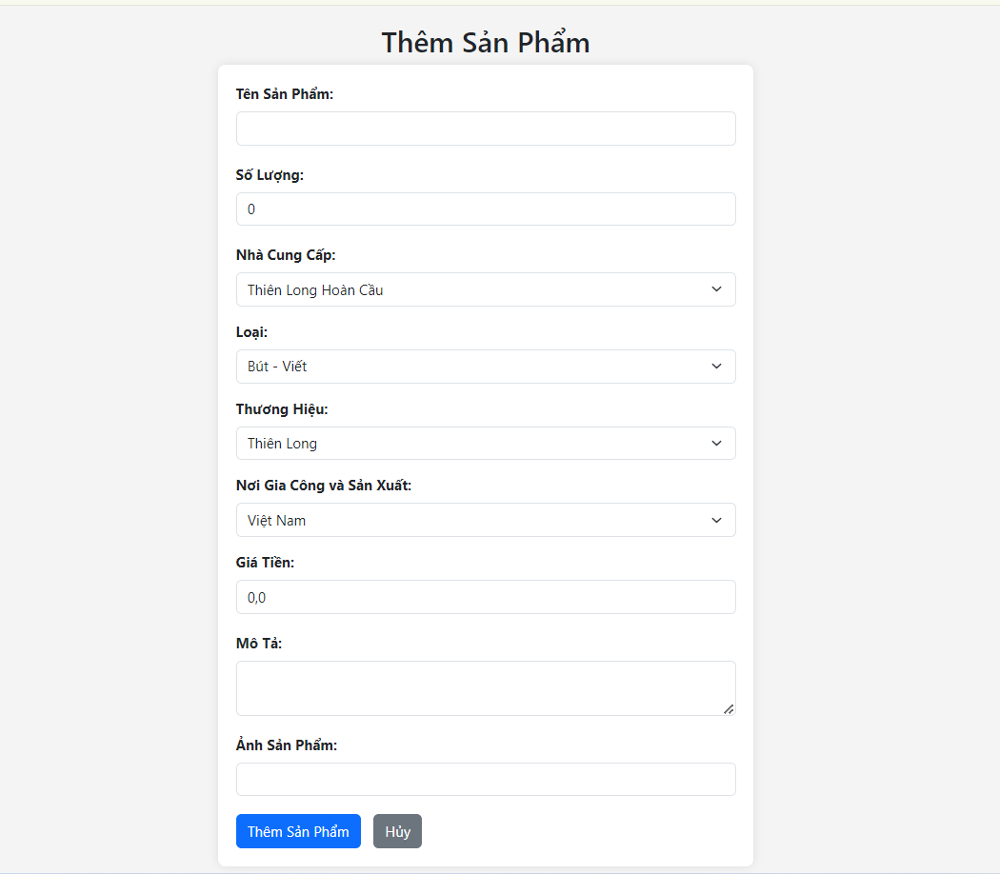 Thêm Sản Phẩm
Tên Sản Phẩm:
Số Lượng:
0
Nhà Cung Cấp:
Thiên Long Hoàn Cầu
Loại:
Bút - Viết
Thương Hiệu:
Thiên Long
Nơi Gia Công và Sản Xuất:
Việt Nam
Giá Tiền:
0,0
Mô Tả:
Ảnh Sản Phẩm:
Thêm Sản Phẩm Hủy